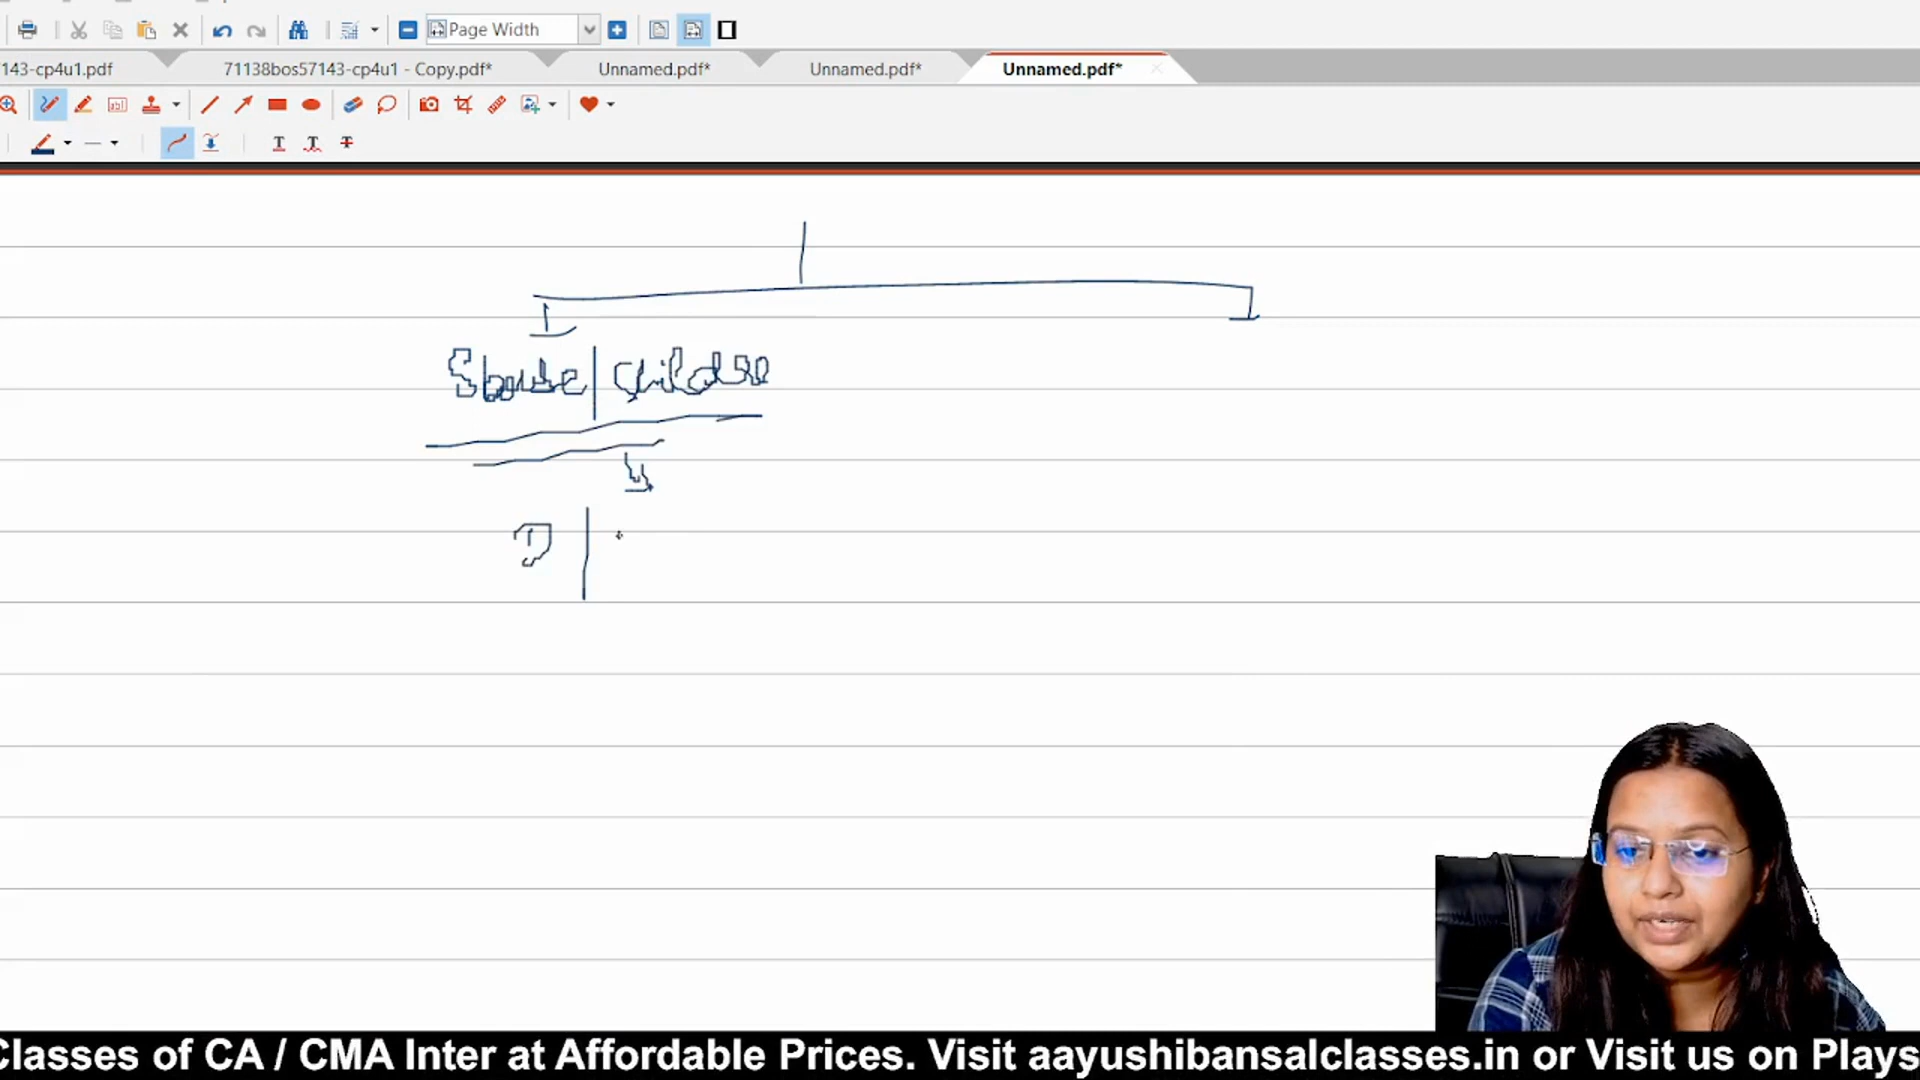 Page Width
143-cp4u1.pdf
71138bos57143-cp4u1 - Copy.pdf*
Unnamed.pdf*
Unnamed.pdf*
Unnamed.pdf*
Spouse | Children
D |
Classes of CA / CMA Inter at Affordable Prices. Visit aayushibansalclasses.in or Visit us on Plays